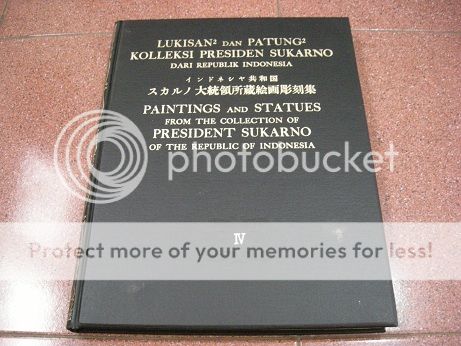 LUKISAN² DAN PATUNG²
KOLLEKSI PRESIDEN SUKARNO
DARI REPUBLIK INDONESIA
インドネシヤ共和国
スカルノ大統領所蔵絵画彫刻集
PAINTINGS AND STATUES
FROM THE COLLECTION OF
PRESIDENT SUKARNO
OF THE REPUBLIC OF INDONESIA
photobucket
IV
Protect more of your memories for less!